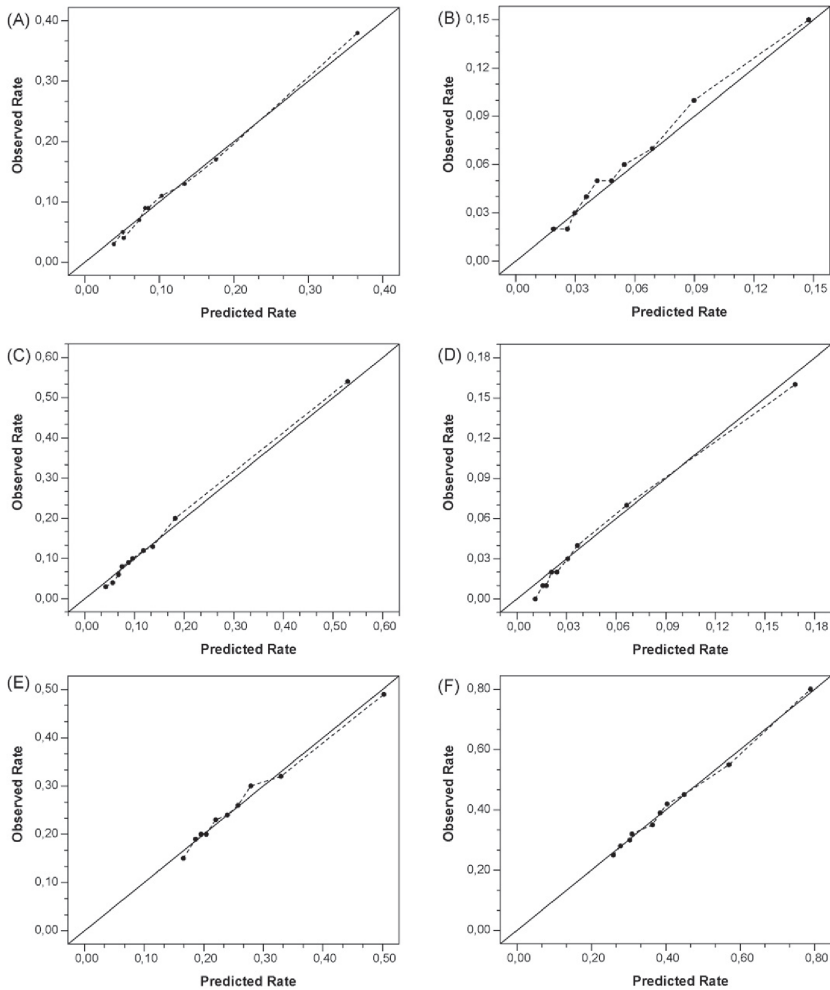 (A)
0,40
0,30
0,20
0,10
0,00
Observed Rate
0,00 0,10 0,20 0,30 0,40
Predicted Rate
(B)
0,15
0,12
0,09
0,06
0,03
0,00
Observed Rate
0,00 0,03 0,06 0,09 0,12 0,15
Predicted Rate
(C)
0,60
0,50
0,40
0,30
0,20
0,10
0,00
Observed Rate
0,00 0,10 0,20 0,30 0,40 0,50 0,60
Predicted Rate
(D)
0,18
0,15
0,12
0,09
0,06
0,03
0,00
Observed Rate
0,00 0,03 0,06 0,09 0,12 0,15 0,18
Predicted Rate
(E)
0,50
0,40
0,30
0,20
0,10
0,00
Observed Rate
0,00 0,10 0,20 0,30 0,40 0,50
Predicted Rate
(F)
0,80
0,60
0,40
0,20
0,00
Observed Rate
0,00 0,20 0,40 0,60 0,80
Predicted Rate